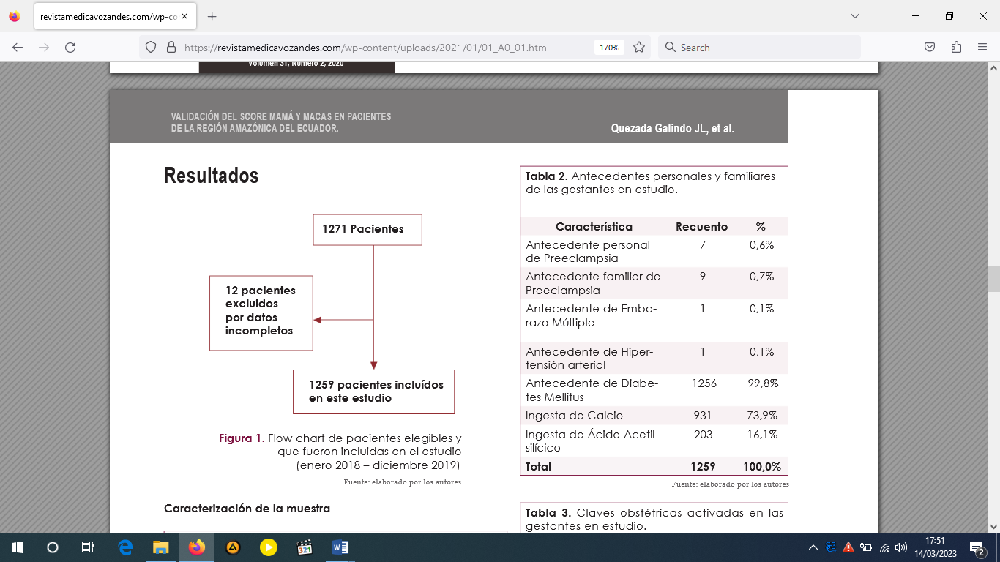 revistamedicavozandes.com/wp-co
https://revistamedicavozandes.com/wp-content/uploads/2021/01/01_A0_01.html
170%
Search
Volumen 31, Número 2, 2020
VALIDACIÓN DEL SCORE MAMÁ Y MACAS EN PACIENTES
DE LA REGIÓN AMAZÓNICA DEL ECUADOR.
Quezada Galindo JL, et al.
Resultados
1271 Pacientes
12 pacientes
excluidos
por datos
incompletos
1259 pacientes incluídos
en este estudio
Figura 1. Flow chart de pacientes elegibles y
que fueron incluidas en el estudio
(enero 2018 – diciembre 2019)
Fuente: elaborado por los autores
Caracterización de la muestra
Tabla 2. Antecedentes personales y familiares
de las gestantes en estudio.
Característica Recuento %
Antecedente personal 7 0,6%
de Preeclampsia
Antecedente familiar de 9 0,7%
Preeclampsia
Antecedente de Emba- 1 0,1%
razo Múltiple
Antecedente de Hiper- 1 0,1%
tensión arterial
Antecedente de Diabe- 1256 99,8%
tes Mellitus
Ingesta de Calcio 931 73,9%
Ingesta de Ácido Acetil- 203 16,1%
silícico
Total 1259 100,0%
Fuente: elaborado por los autores
Tabla 3. Claves obstétricas activadas en las
gestantes en estudio.
321
17:51
14/03/2023
2